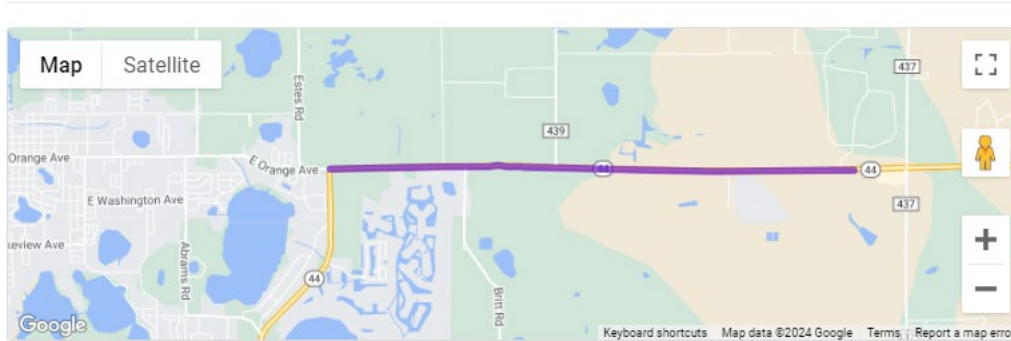 Map
Satellite
Estes Rd
437
439
Orange Ave
E Orange Ave
44
44
E Washington Ave
437
keview Ave
Abrams Rd
44
Britt Rd
Google
Keyboard shortcuts
Map data ©2024 Google
Terms
Report a map erro